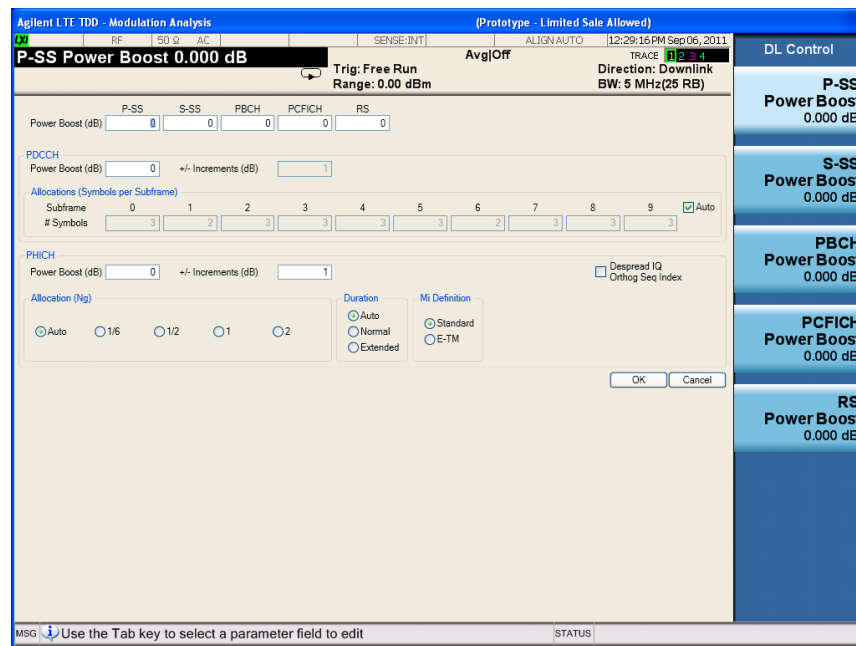 Agilent LTE TDD - Modulation Analysis (Prototype - Limited Sale Allowed)
LXI RF 50 Ω AC SENSE:INT ALIGN AUTO 12:29:16 PM Sep 06, 2011
P-SS Power Boost 0.000 dB Avg|Off TRACE 1 2 3 4
Trig: Free Run Direction: Downlink
Range: 0.00 dBm BW: 5 MHz(25 RB)
P-SS S-SS PBCH PCFICH RS
Power Boost (dB) 0 0 0 0 0
PDCCH
Power Boost (dB) 0 +/- Increments (dB) 1
Allocations (Symbols per Subframe)
Subframe 0 1 2 3 4 5 6 7 8 9 Auto
# Symbols 3 2 3 3 3 3 2 3 3 3
PHICH
Power Boost (dB) 0 +/- Increments (dB) 1 Despread IQ
Orthog Seq Index
Allocation (Ng) Duration Mi Definition
Auto 1/6 1/2 1 2 Auto Standard
Normal E-TM
Extended
OK Cancel
DL Control
P-SS
Power Boos
0.000 dB
S-SS
Power Boos
0.000 dB
PBCH
Power Boos
0.000 dB
PCFICH
Power Boos
0.000 dB
RS
Power Boos
0.000 dB
MSG Use the Tab key to select a parameter field to edit STATUS